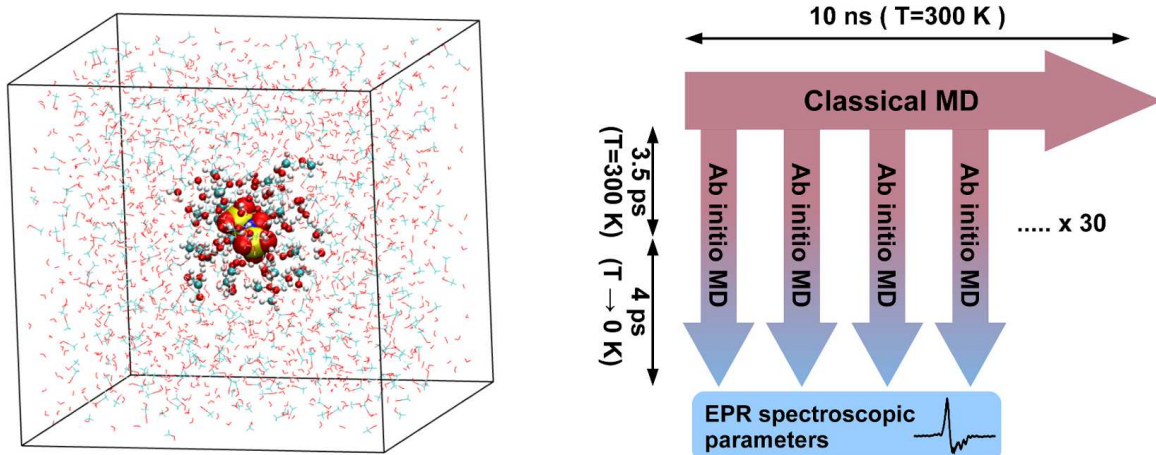 10 ns ( T=300 K )
Classical MD
3.5 ps
(T=300 K)
4 ps
(T → 0 K)
Ab initio MD
Ab initio MD
Ab initio MD
Ab initio MD
..... x 30
EPR spectroscopic
parameters